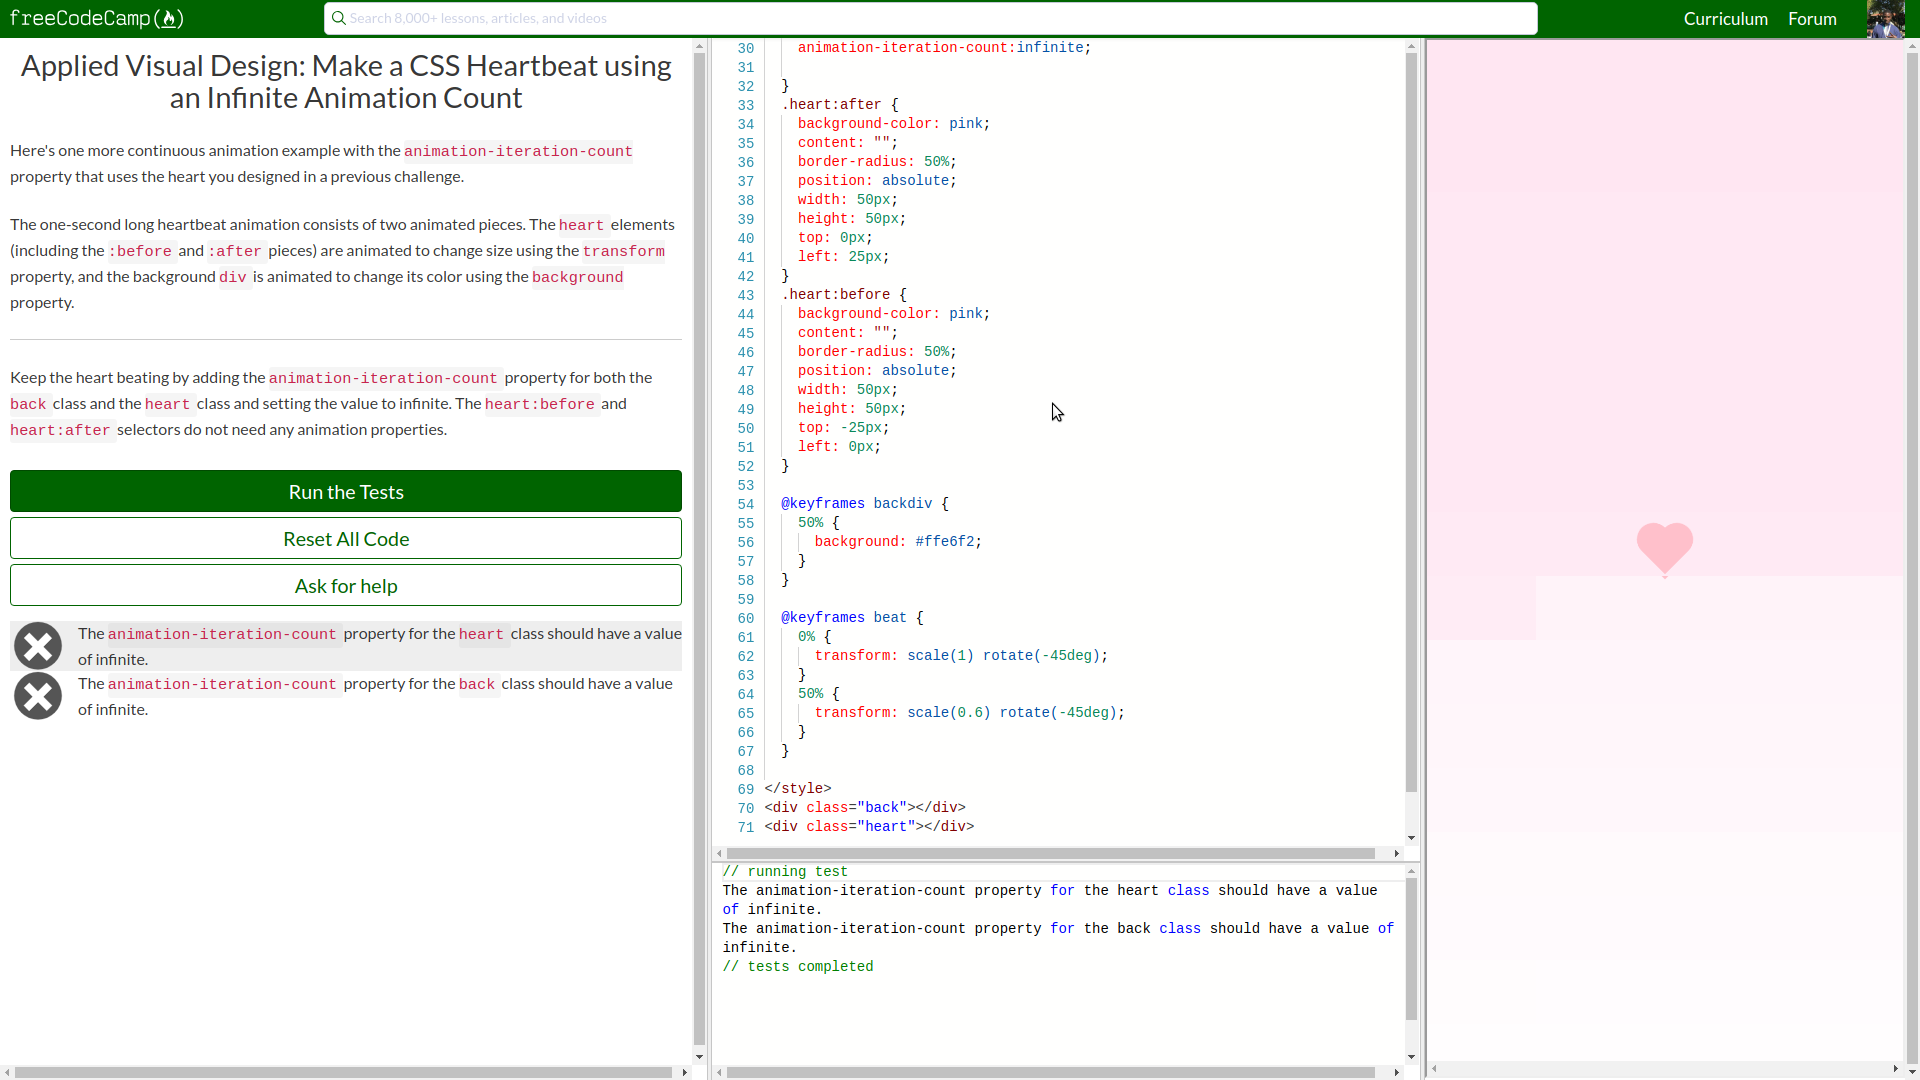 freeCodeCamp
Search 8,000+ lessons, articles, and videos
Curriculum
Forum
Applied Visual Design: Make a CSS Heartbeat using
an Infinite Animation Count
Here's one more continuous animation example with the animation-iteration-count
property that uses the heart you designed in a previous challenge.
The one-second long heartbeat animation consists of two animated pieces. The heart elements
(including the :before and :after pieces) are animated to change size using the transform
property, and the background div is animated to change its color using the background
property.
Keep the heart beating by adding the animation-iteration-count property for both the
back class and the heart class and setting the value to infinite. The heart:before and
heart:after selectors do not need any animation properties.
Run the Tests
Reset All Code
Ask for help
The animation-iteration-count property for the heart class should have a value
of infinite.
The animation-iteration-count property for the back class should have a value
of infinite.
30 animation-iteration-count:infinite;
31
32 }
33 .heart:after {
34 background-color: pink;
35 content: "";
36 border-radius: 50%;
37 position: absolute;
38 width: 50px;
39 height: 50px;
40 top: 0px;
41 left: 25px;
42 }
43 .heart:before {
44 background-color: pink;
45 content: "";
46 border-radius: 50%;
47 position: absolute;
48 width: 50px;
49 height: 50px;
50 top: -25px;
51 left: 0px;
52 }
53
54 @keyframes backdiv {
55 50% {
56 background: #ffe6f2;
57 }
58 }
59
60 @keyframes beat {
61 0% {
62 transform: scale(1) rotate(-45deg);
63 }
64 50% {
65 transform: scale(0.6) rotate(-45deg);
66 }
67 }
68
69 </style>
70 <div class="back"></div>
71 <div class="heart"></div>
// running test
The animation-iteration-count property for the heart class should have a value
of infinite.
The animation-iteration-count property for the back class should have a value of
infinite.
// tests completed